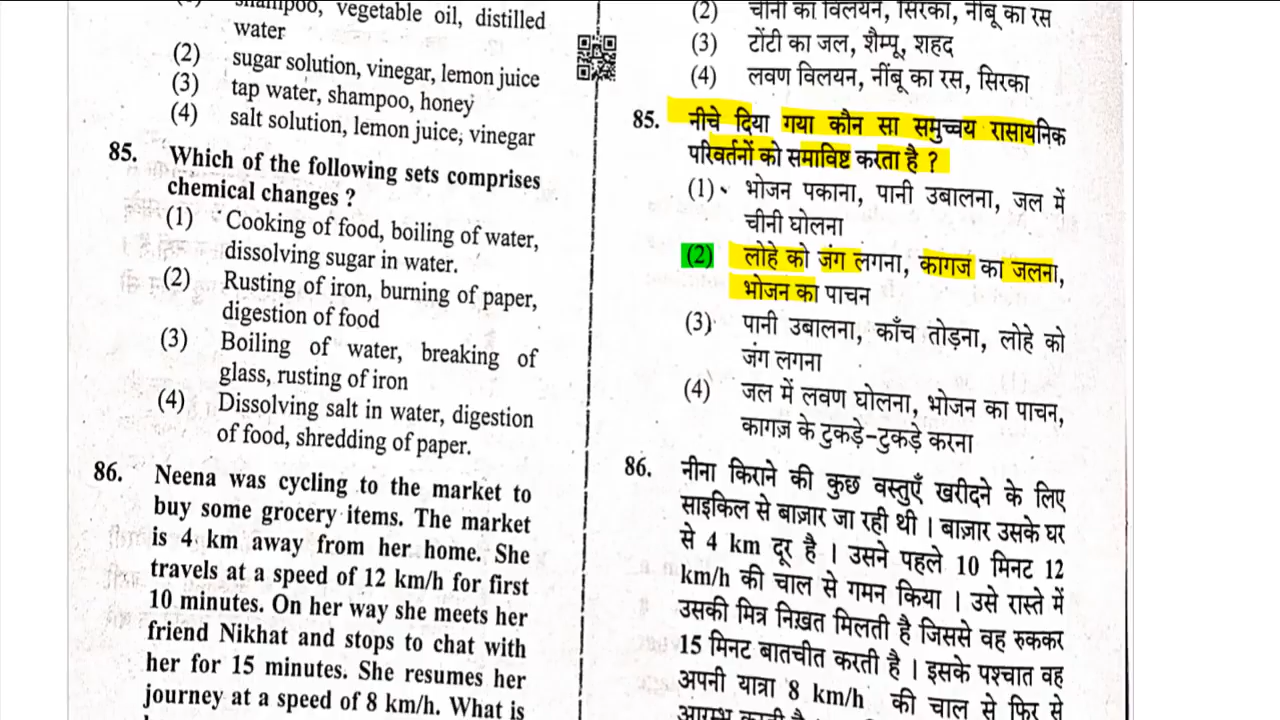 shampoo, vegetable oil, distilled
water
(2) sugar solution, vinegar, lemon juice
(3) tap water, shampoo, honey
(4) salt solution, lemon juice, vinegar
85. Which of the following sets comprises
chemical changes ?
(1) Cooking of food, boiling of water,
dissolving sugar in water.
(2) Rusting of iron, burning of paper,
digestion of food
(3) Boiling of water, breaking of
glass, rusting of iron
(4) Dissolving salt in water, digestion
of food, shredding of paper.
86. Neena was cycling to the market to
buy some grocery items. The market
is 4 km away from her home. She
travels at a speed of 12 km/h for first
10 minutes. On her way she meets her
friend Nikhat and stops to chat with
her for 15 minutes. She resumes her
journey at a speed of 8 km/h. What is
(2) चीनी का विलयन, सिरका, नींबू का रस
(3) टोंटी का जल, शैम्पू, शहद
(4) लवण विलयन, नींबू का रस, सिरका
85. नीचे दिया गया कौन सा समुच्चय रासायनिक
परिवर्तनों को समाविष्ट करता है ?
(1) भोजन पकाना, पानी उबालना, जल में
चीनी घोलना
(2) लोहे को जंग लगना, कागज का जलना,
भोजन का पाचन
(3) पानी उबालना, काँच तोड़ना, लोहे को
जंग लगना
(4) जल में लवण घोलना, भोजन का पाचन,
कागज़ के टुकड़े-टुकड़े करना
86. नीना किराने की कुछ वस्तुएँ खरीदने के लिए
साइकिल से बाज़ार जा रही थी । बाज़ार उसके घर
से 4 km दूर है । उसने पहले 10 मिनट 12
km/h की चाल से गमन किया । उसे रास्ते में
उसकी मित्र निख़त मिलती है जिससे वह रुककर
15 मिनट बातचीत करती है । इसके पश्चात वह
अपनी यात्रा 8 km/h की चाल से फिर से